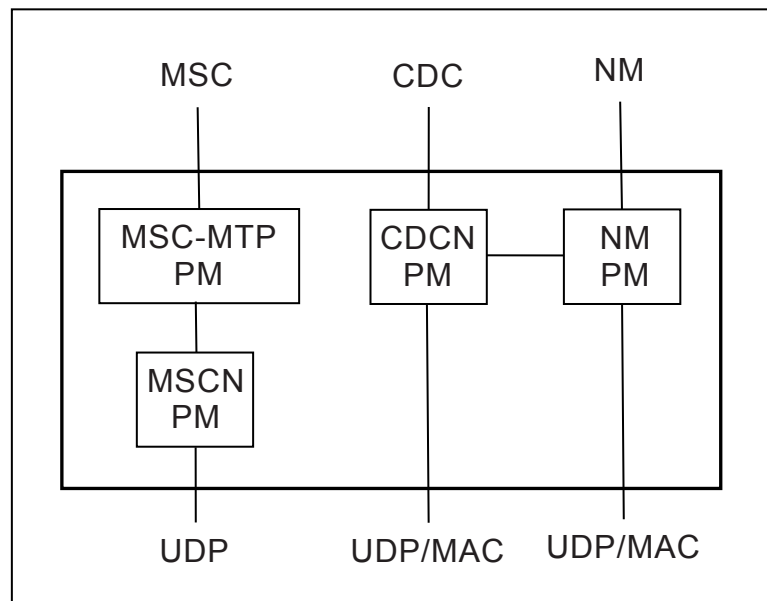 MSC
CDC
NM
MSC-MTP
PM
CDCN
PM
NM
PM
MSCN
PM
UDP
UDP/MAC
UDP/MAC